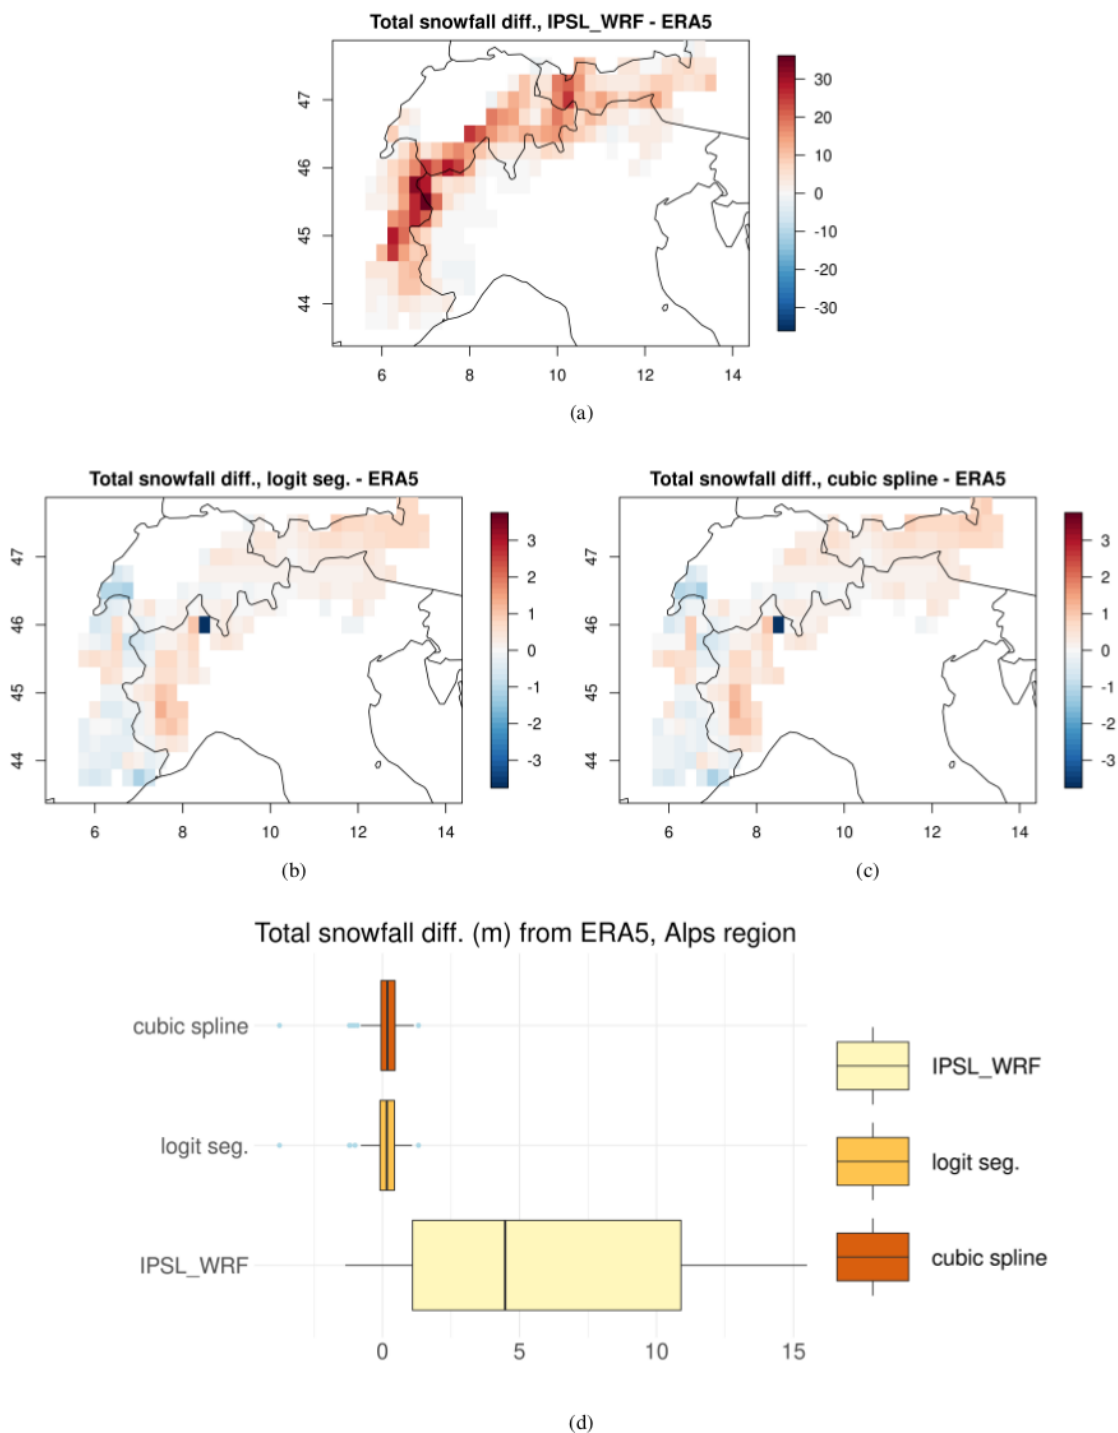 Total snowfall diff., IPSL_WRF - ERA5
47
46
45
44
6 8 10 12 14
30
20
10
0
-10
-20
-30
(a)
Total snowfall diff., logit seg. - ERA5
47
46
45
44
6 8 10 12 14
3
2
1
0
-1
-2
-3
(b)
Total snowfall diff., cubic spline - ERA5
47
46
45
44
6 8 10 12 14
3
2
1
0
-1
-2
-3
(c)
Total snowfall diff. (m) from ERA5, Alps region
cubic spline
logit seg.
IPSL_WRF
0 5 10 15
IPSL_WRF
logit seg.
cubic spline
(d)